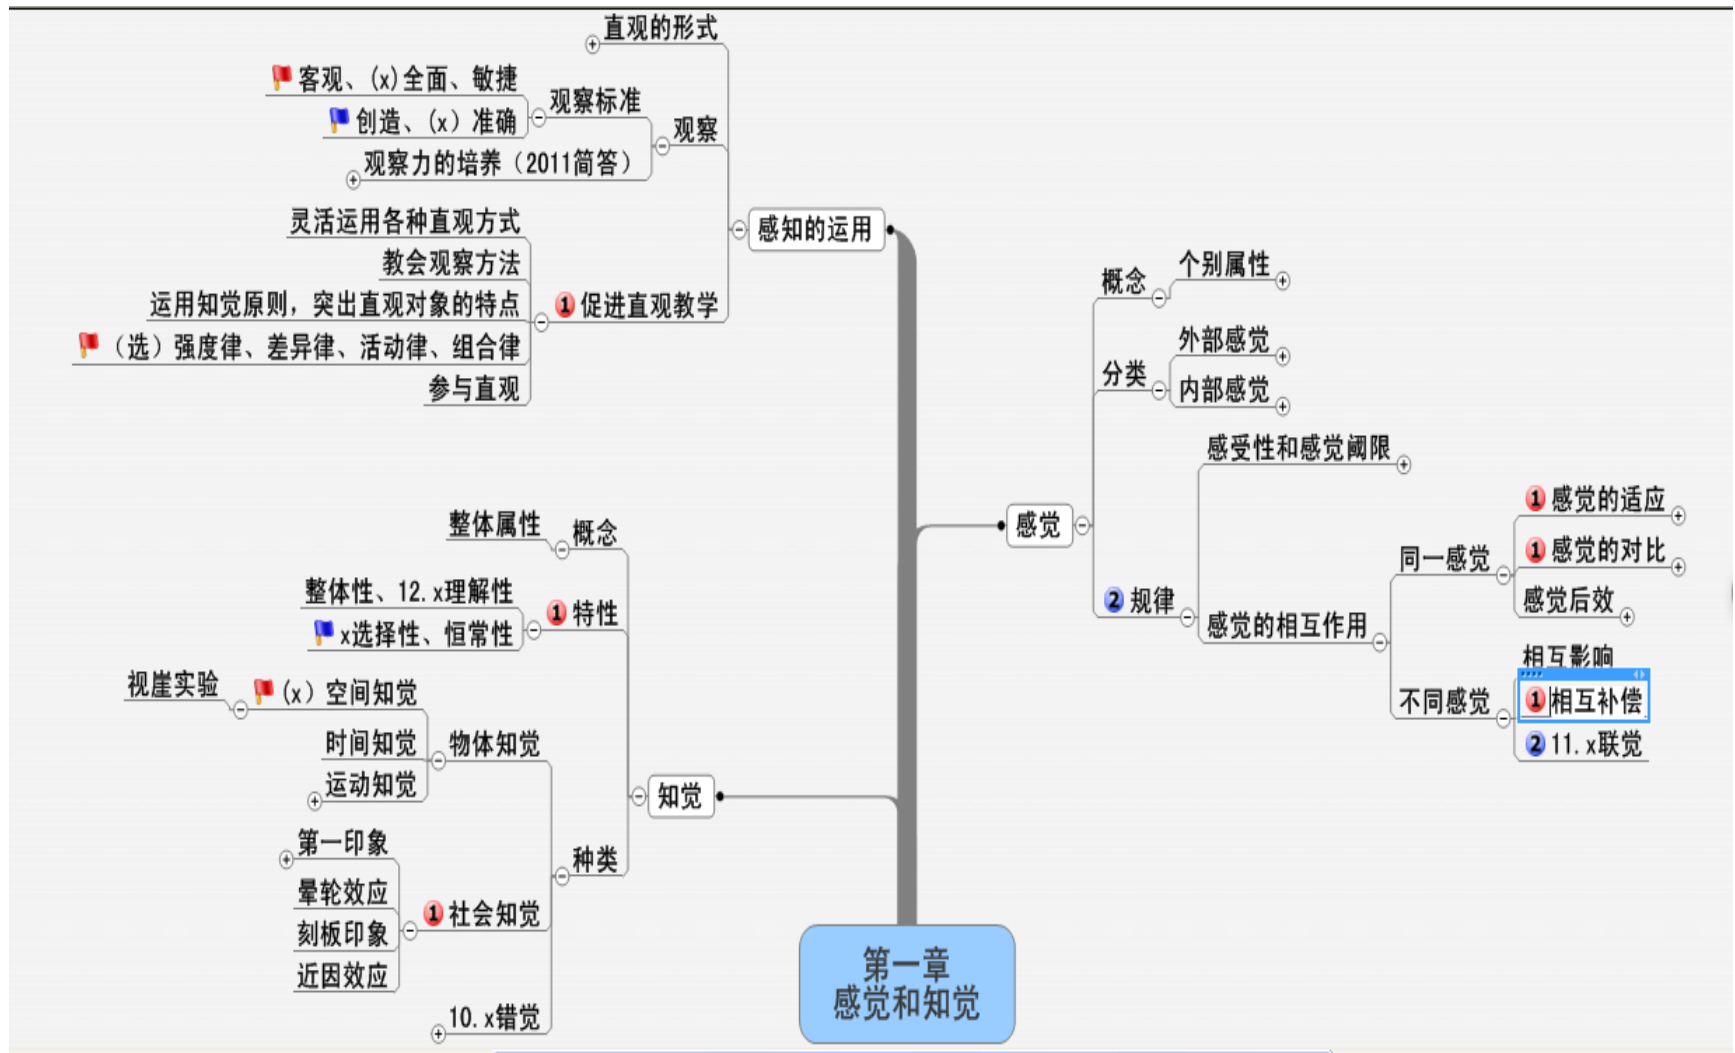 直观的形式
客观、(x)全面、敏捷
创造、(x）准确
观察标准
观察力的培养（2011简答）
观察
灵活运用各种直观方式
教会观察方法
运用知觉原则，突出直观对象的特点
（选）强度律、差异律、活动律、组合律
参与直观
1 促进直观教学
感知的运用
整体属性
概念
整体性、12.x理解性
x选择性、恒常性
1 特性
视崖实验
(x）空间知觉
时间知觉
运动知觉
物体知觉
第一印象
晕轮效应
刻板印象
近因效应
1 社会知觉
10.x错觉
种类
知觉
第一章
感觉和知觉
感觉
概念
个别属性
分类
外部感觉
内部感觉
2 规律
感受性和感觉阈限
感觉的相互作用
同一感觉
1 感觉的适应
1 感觉的对比
感觉后效
不同感觉
相互影响
1 相互补偿
2 11.x联觉